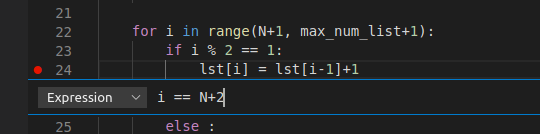 21
22 for i in range(N+1, max_num_list+1):
23 if i % 2 == 1:
24 lst[i] = lst[i-1]+1
Expression i == N+2
25 else :